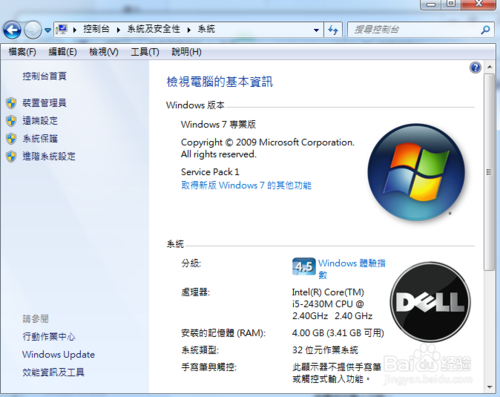 控制台 ▸ 系統及安全性 ▸ 系統
搜尋控制台
檔案(F) 編輯(E) 檢視(V) 工具(T) 說明(H)
控制台首頁
裝置管理員
遠端設定
系統保護
進階系統設定
請參閱
行動作業中心
Windows Update
效能資訊及工具
檢視電腦的基本資訊
Windows 版本
Windows 7 專業版
Copyright © 2009 Microsoft Corporation.
All rights reserved.
Service Pack 1
取得新版 Windows 7 的其他功能
系統
分級: 4.5 Windows 體驗指
數
處理器: Intel(R) Core(TM)
i5-2430M CPU @
2.40GHz 2.40 GHz
安裝的記憶體 (RAM): 4.00 GB (3.41 GB 可用)
系統類型: 32 位元作業系統
手寫筆與觸控: 此顯示器不提供手寫筆
或觸控式輸入功能。
DELL
Baidu 经验
jingyan.baidu.com